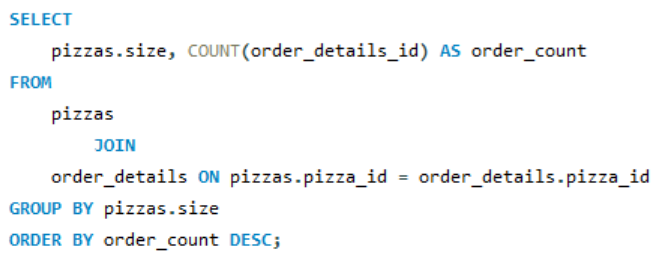 SELECT
pizzas.size, COUNT(order_details_id) AS order_count
FROM
pizzas
JOIN
order_details ON pizzas.pizza_id = order_details.pizza_id
GROUP BY pizzas.size
ORDER BY order_count DESC;